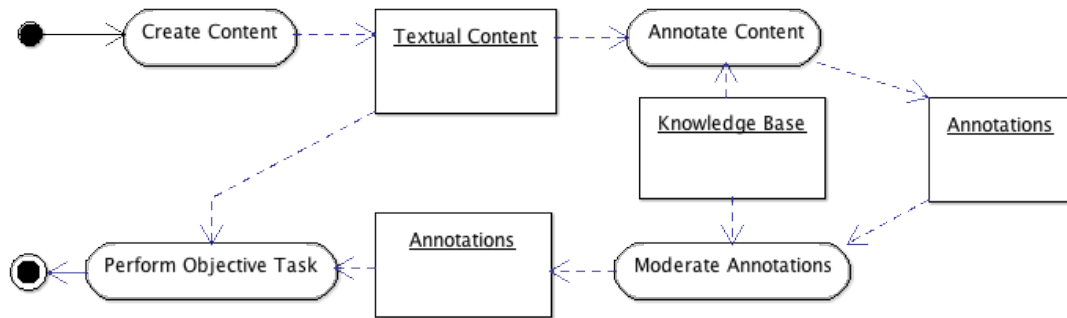 Create Content
Textual Content
Annotate Content
Knowledge Base
Annotations
Perform Objective Task
Annotations
Moderate Annotations